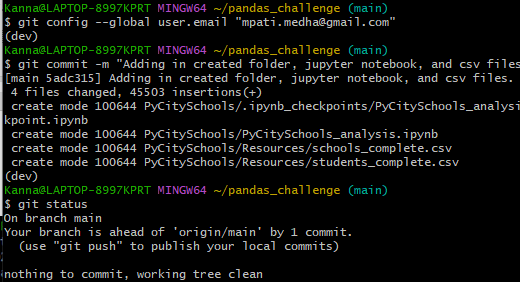 Kanna@LAPTOP-8997KPRT MINGW64 ~/pandas_challenge (main)
$ git config --global user.email "mpati.medha@gmail.com"
(dev)
Kanna@LAPTOP-8997KPRT MINGW64 ~/pandas_challenge (main)
$ git commit -m "Adding in created folder, jupyter notebook, and csv files
[main 5adc315] Adding in created folder, jupyter notebook, and csv files.
4 files changed, 45503 insertions(+)
create mode 100644 PyCitySchools/.ipynb_checkpoints/PyCitySchools_analysi
kpoint.ipynb
create mode 100644 PyCitySchools/PyCitySchools_analysis.ipynb
create mode 100644 PyCitySchools/Resources/schools_complete.csv
create mode 100644 PyCitySchools/Resources/students_complete.csv
(dev)
Kanna@LAPTOP-8997KPRT MINGW64 ~/pandas_challenge (main)
$ git status
On branch main
Your branch is ahead of 'origin/main' by 1 commit.
(use "git push" to publish your local commits)
nothing to commit, working tree clean